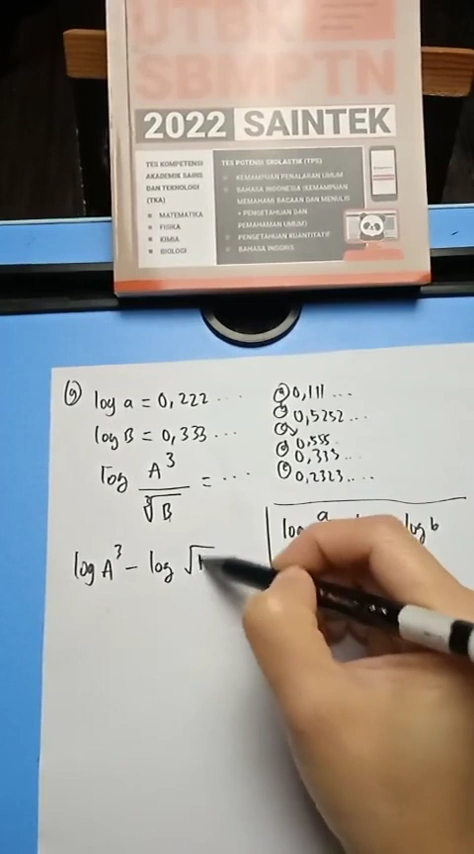 UTBK
SBMPTN
2022 SAINTEK
TES KOMPETENSI
AKADEMIK SAINS
DAN TEKNOLOGI
(TKA)
MATEMATIKA
FISIKA
KIMIA
BIOLOGI
TES POTENSI SKOLASTIK (TPS)
KEMAMPUAN PENALARAN UMUM
BAHASA INDONESIA (KEMAMPUAN
MEMAHAMI BACAAN DAN MENULIS
+ PENGETAHUAN DAN
PEMAHAMAN UMUM)
PENGETAHUAN KUANTITATIF
BAHASA INGGRIS
log a = 0,222 ...
log B = 0,333 ...
log A³/∛B = ...
0,111 ...
0,5252 ...
0,555
0,333 ...
0,2323 ...
log b
log A³ - log √